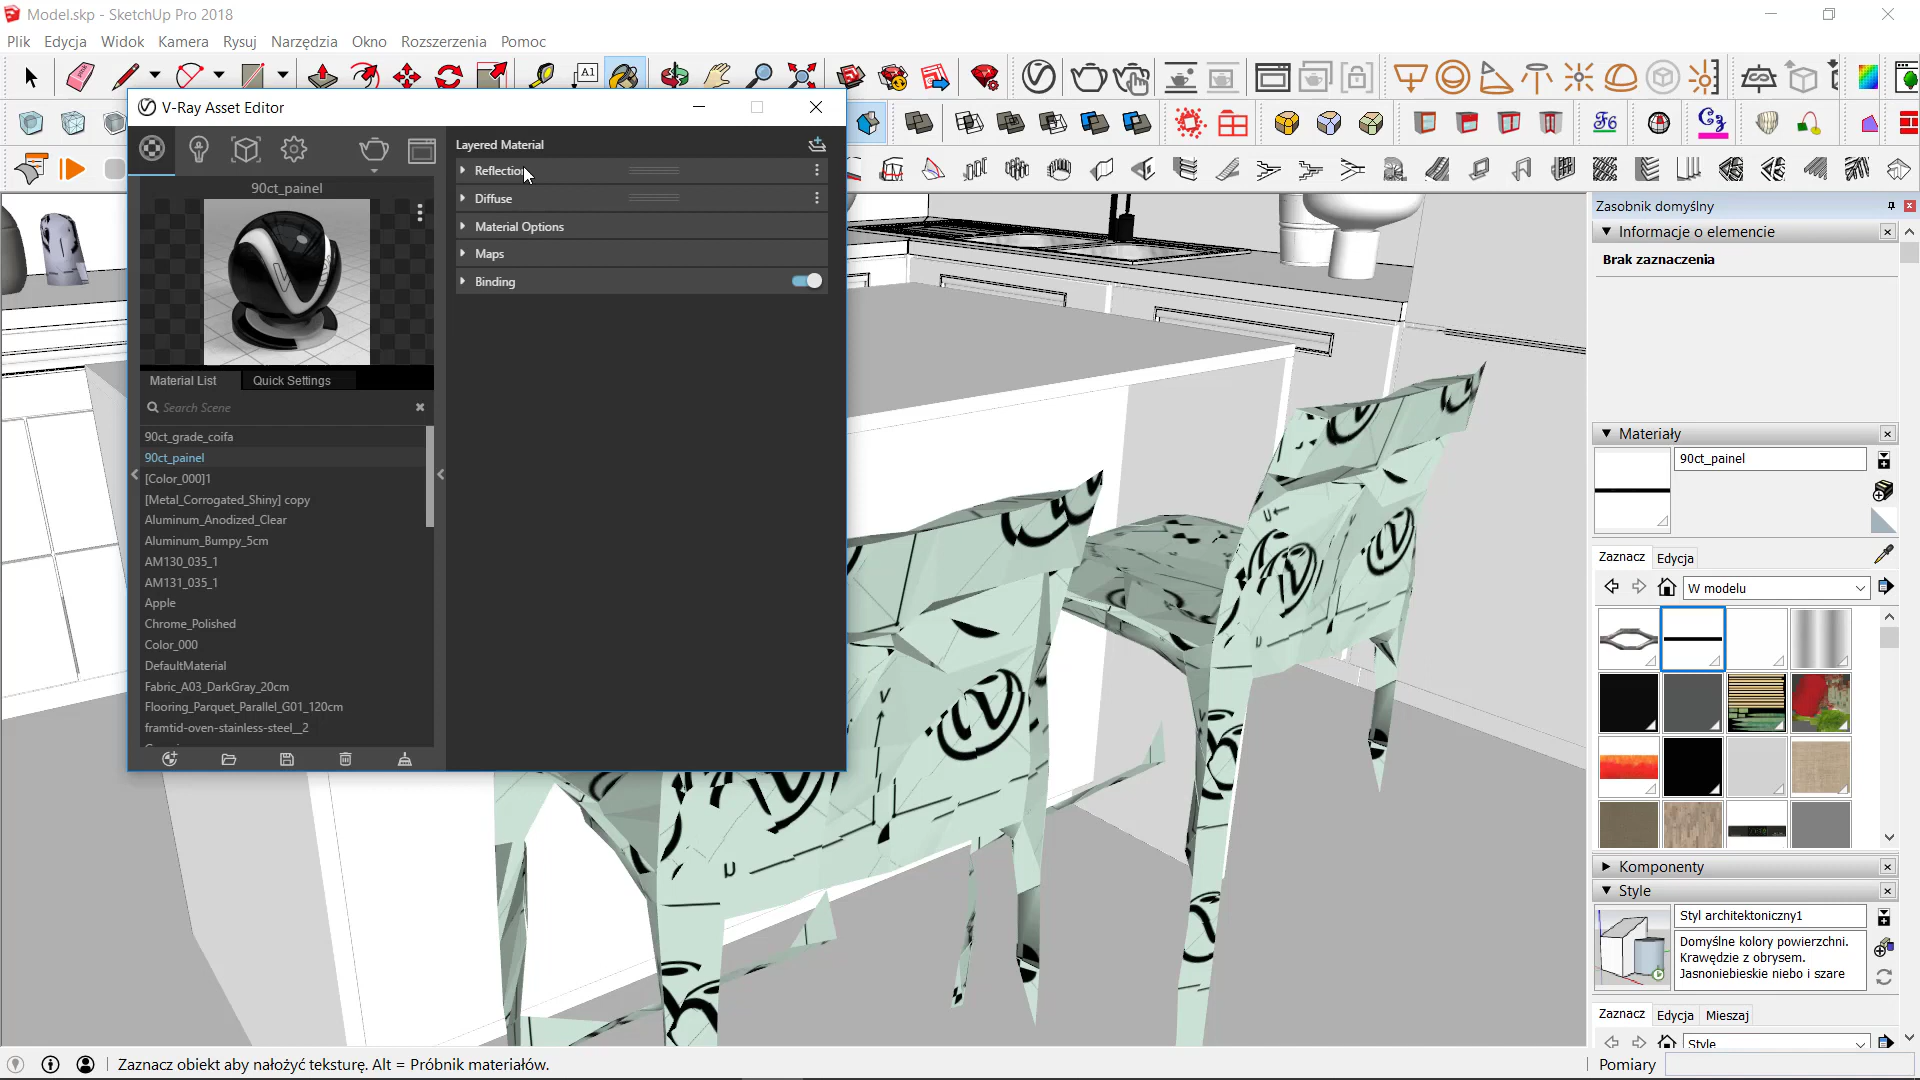 Model.skp - SketchUp Pro 2018
Plik Edycja Widok Kamera Rysuj Narzędzia Okno Rozszerzenia Pomoc
A1
V-Ray Asset Editor
90ct_painel
Material List Quick Settings
Search Scene
90ct_grade_coifa
90ct_painel
[Color_000]1
[Metal_Corrogated_Shiny] copy
Aluminum_Anodized_Clear
Aluminum_Bumpy_5cm
AM130_035_1
AM131_035_1
Apple
Chrome_Polished
Color_000
DefaultMaterial
Fabric_A03_DarkGray_20cm
Flooring_Parquet_Parallel_G01_120cm
framtid-oven-stainless-steel_2
Layered Material
Reflection
Diffuse
Material Options
Maps
Binding
Zasobnik domyślny
Informacje o elemencie
Brak zaznaczenia
Materiały
90ct_painel
Zaznacz Edycja
W modelu
Komponenty
Style
Styl architektoniczny1
Domyślne kolory powierzchni.
Krawędzie z obrysem.
Jasnoniebieskie niebo i szare
Zaznacz Edycja Mieszaj
Style
Zaznacz obiekt aby nałożyć teksturę. Alt = Próbnik materiałów.
Pomiary